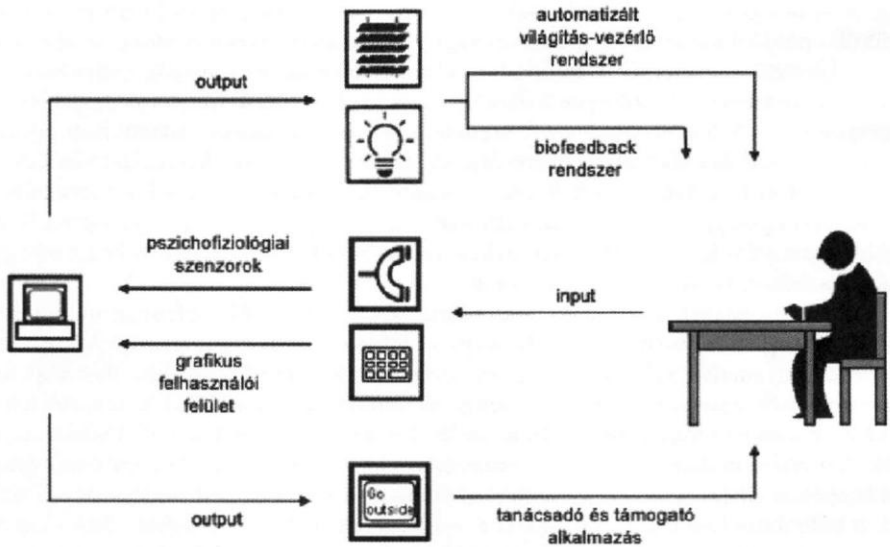 automatizált
világítás-vezérlő
rendszer
output
biofeedback
rendszer
pszichofiziológiai
szenzorok
input
grafikus
felhasználói
felület
Go
outside
output
tanácsadó és támogató
alkalmazás